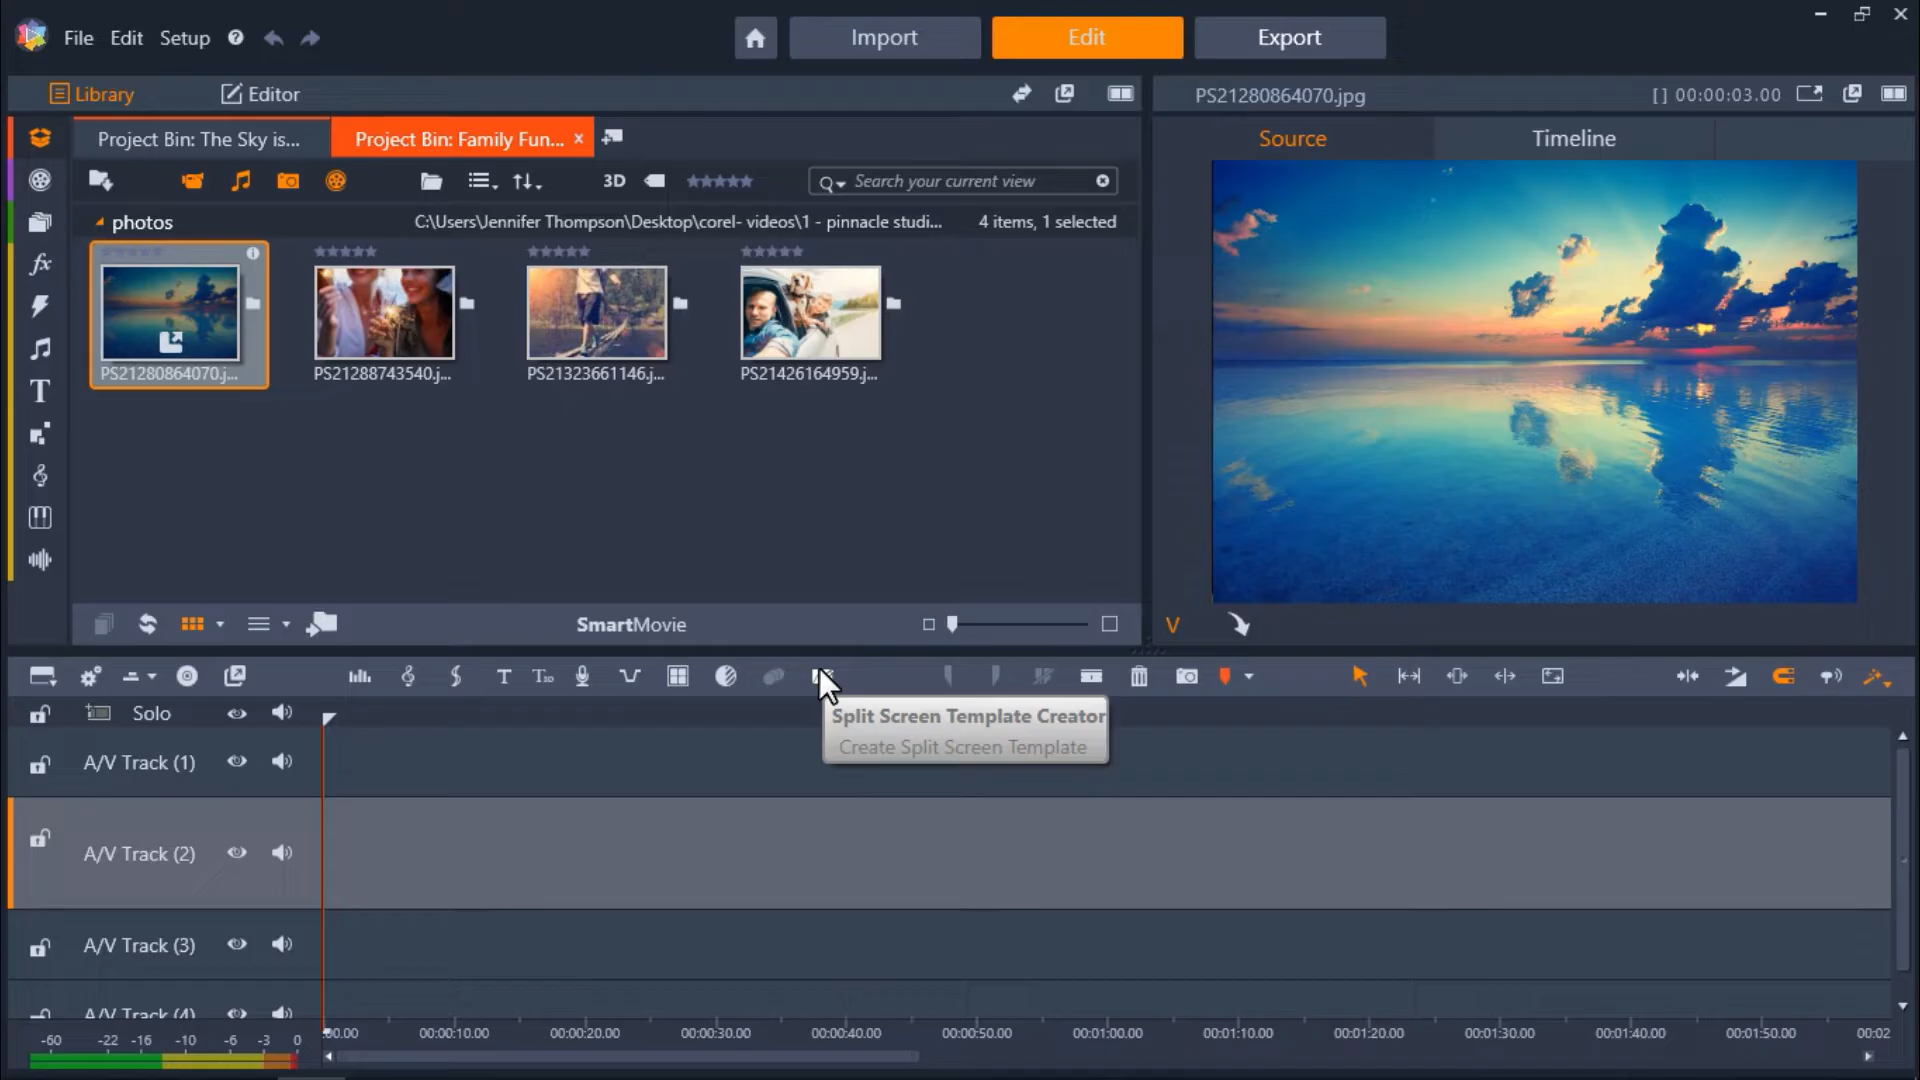 File Edit Setup
Import
Edit
Export
Library
Editor
PS21280864070.jpg
[] 00:00:03.00
Project Bin: The Sky is...
Project Bin: Family Fun... ×
Source
Timeline
3D
Search your current view
photos
C:\Users\Jennifer Thompson\Desktop\corel- videos\1 - pinnacle studi...
4 items, 1 selected
PS21280864070.j...
PS21288743540.j...
PS21323661146.j...
PS21426164959.j...
SmartMovie
V
Split Screen Template Creator
Create Split Screen Template
Solo
A/V Track (1)
A/V Track (2)
A/V Track (3)
A/V Track (4)
-60 -22 -16 -10 -6 -3 0
00.00 00:00:10.00 00:00:20.00 00:00:30.00 00:00:40.00 00:00:50.00 00:01:00.00 00:01:10.00 00:01:20.00 00:01:30.00 00:01:40.00 00:01:50.00 00:02